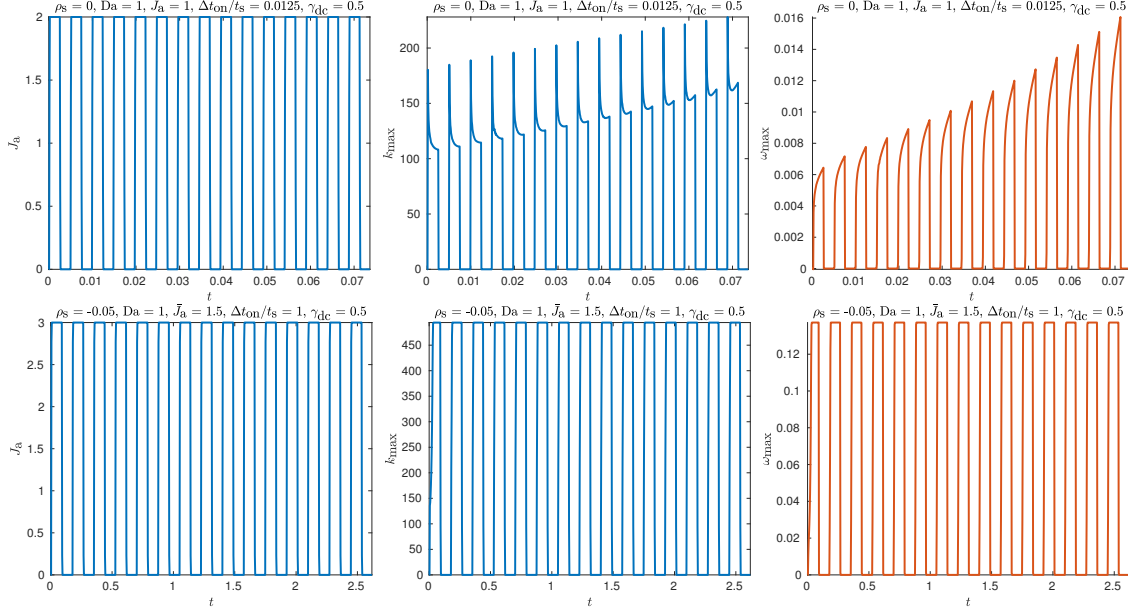 ρs = 0, Da = 1, Ja = 1, Δton/ts = 0.0125, γdc = 0.5
2
1.5
1
0.5
0
Ja
0 0.01 0.02 0.03 0.04 0.05 0.06 0.07
t
ρs = 0, Da = 1, Ja = 1, Δton/ts = 0.0125, γdc = 0.5
200
150
100
50
0
kmax
0 0.01 0.02 0.03 0.04 0.05 0.06 0.07
t
ρs = 0, Da = 1, Ja = 1, Δton/ts = 0.0125, γdc = 0.5
0.016
0.014
0.012
0.01
0.008
0.006
0.004
0.002
0
ωmax
0 0.01 0.02 0.03 0.04 0.05 0.06 0.07
t
ρs = -0.05, Da = 1, J̄a = 1.5, Δton/ts = 1, γdc = 0.5
3
2.5
2
1.5
1
0.5
0
Ja
0 0.5 1 1.5 2 2.5
t
ρs = -0.05, Da = 1, J̄a = 1.5, Δton/ts = 1, γdc = 0.5
450
400
350
300
250
200
150
100
50
0
kmax
0 0.5 1 1.5 2 2.5
t
ρs = -0.05, Da = 1, J̄a = 1.5, Δton/ts = 1, γdc = 0.5
0.12
0.1
0.08
0.06
0.04
0.02
0
ωmax
0 0.5 1 1.5 2 2.5
t